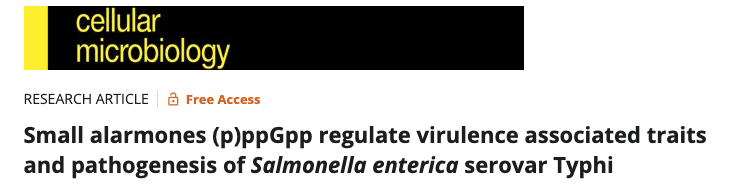 cellular
microbiology
RESEARCH ARTICLE Free Access
Small alarmones (p)ppGpp regulate virulence associated traits
and pathogenesis of Salmonella enterica serovar Typhi